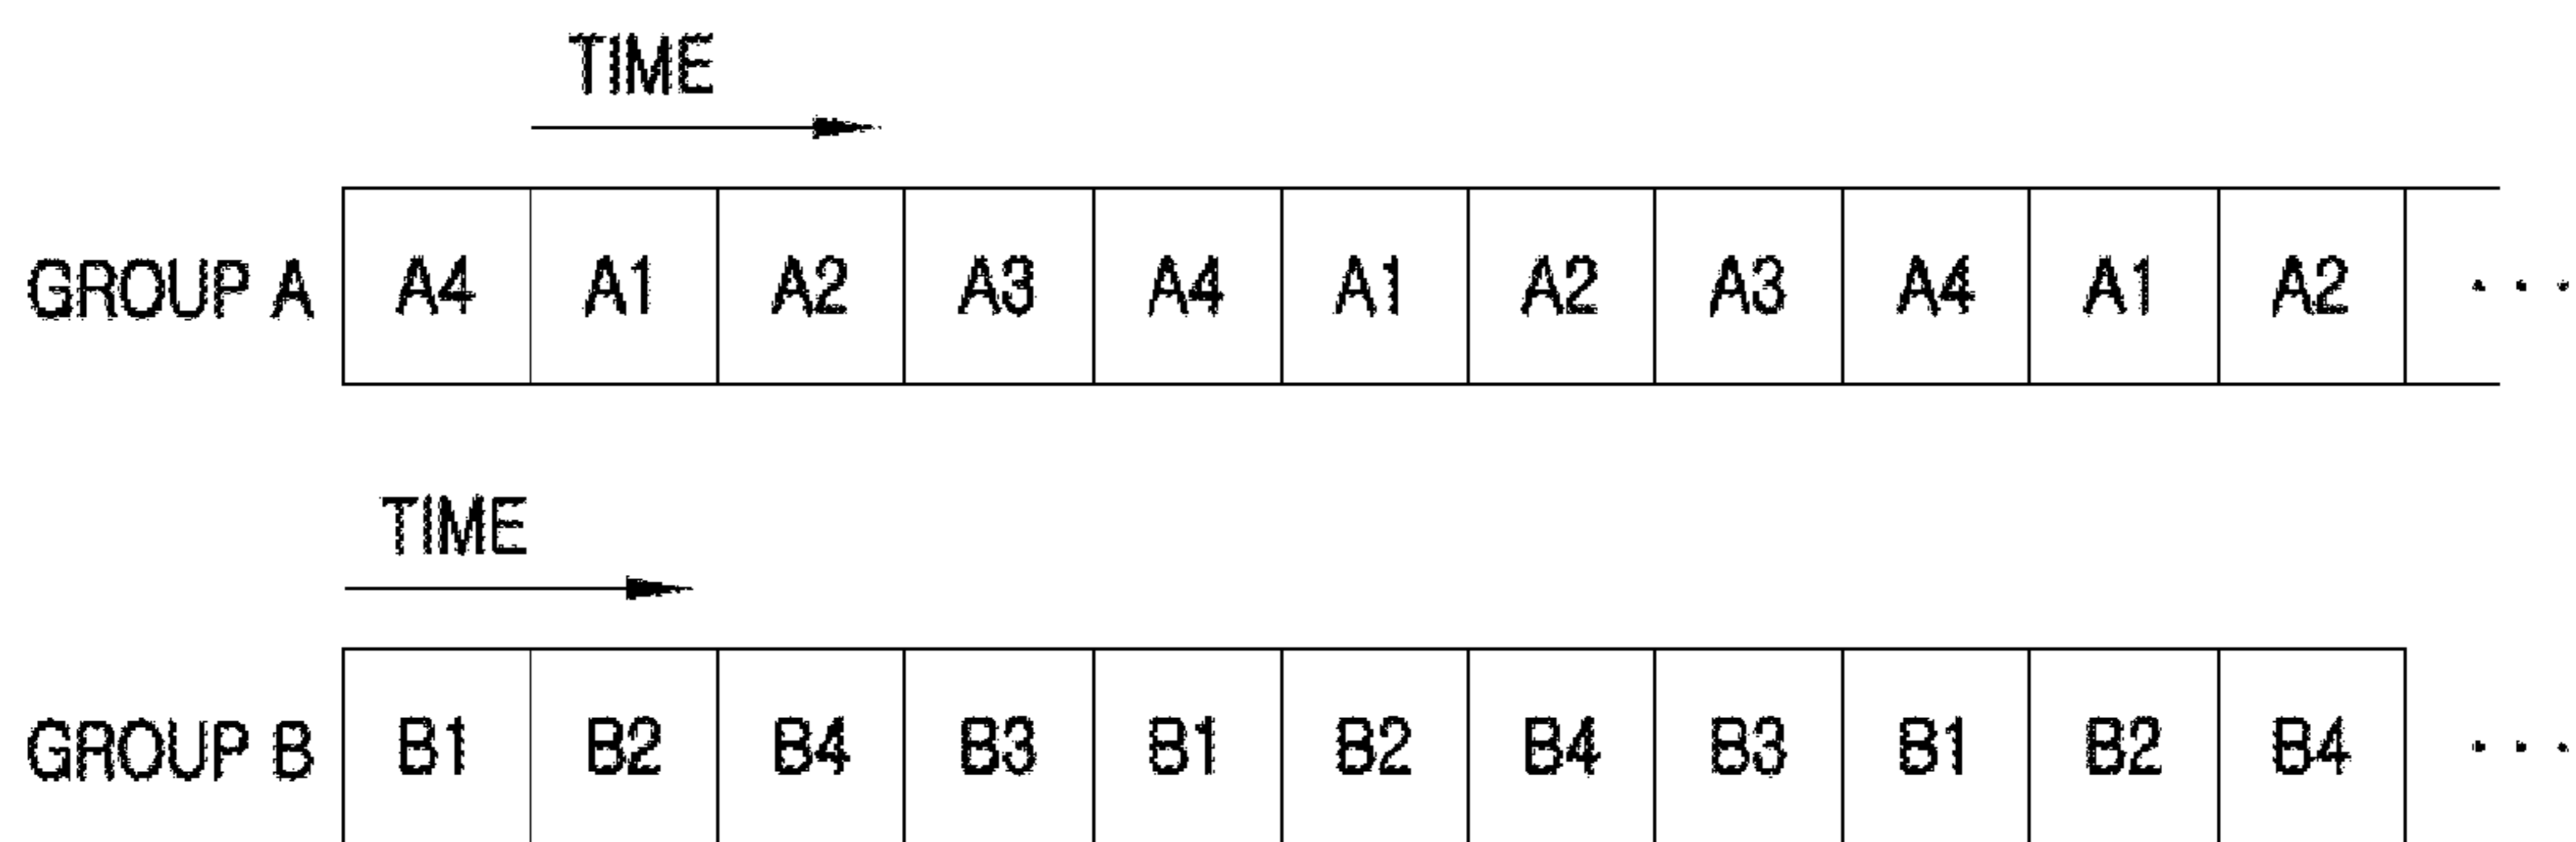 TIME
GROUP A A4 A1 A2 A3 A4 A1 A2 A3 A4 A1 A2 . . .
TIME
GROUP B B1 B2 B4 B3 B1 B2 B4 B3 B1 B2 B4 . . .